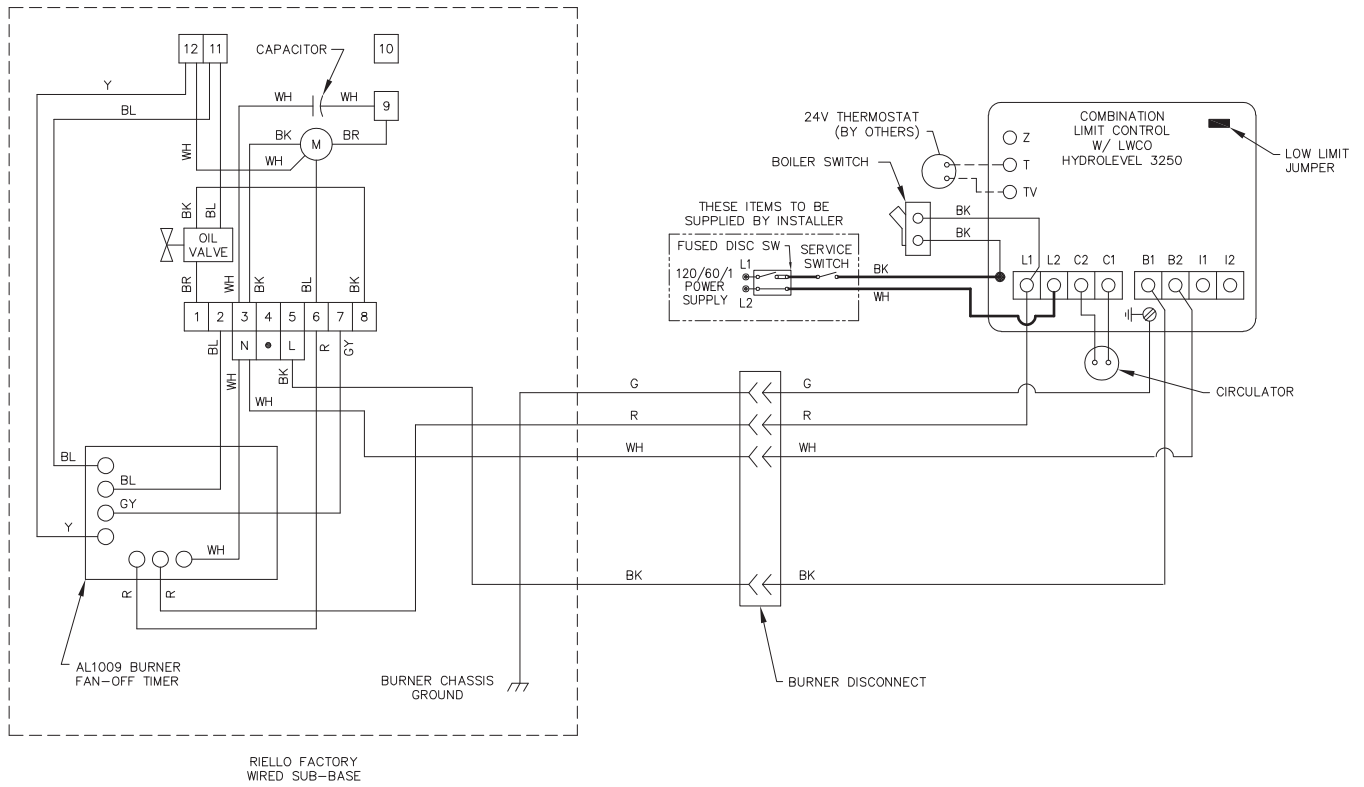 12 11
CAPACITOR
10
Y
BL
WH
WH
9
BK
M
BR
WH
WH
BK
BL
OIL
VALVE
BR
WH
BK
BL
BK
1 2 3 4 5 6 7 8
N L
BL
WH
BK
R
GY
WH
BL
BL
GY
Y
WH
R
R
AL1009 BURNER
FAN-OFF TIMER
BURNER CHASSIS
GROUND
RIELLO FACTORY
WIRED SUB-BASE
G
R
WH
BK
G
R
WH
BK
BURNER DISCONNECT
24V THERMOSTAT
(BY OTHERS)
BOILER SWITCH
THESE ITEMS TO BE
SUPPLIED BY INSTALLER
FUSED DISC SW
SERVICE
SWITCH
120/60/1
POWER
SUPPLY
L1
L2
BK
WH
BK
BK
COMBINATION
LIMIT CONTROL
W/ LWCO
HYDROLEVEL 3250
Z
T
TV
LOW LIMIT
JUMPER
L1 L2 C2 C1 B1 B2 I1 I2
CIRCULATOR